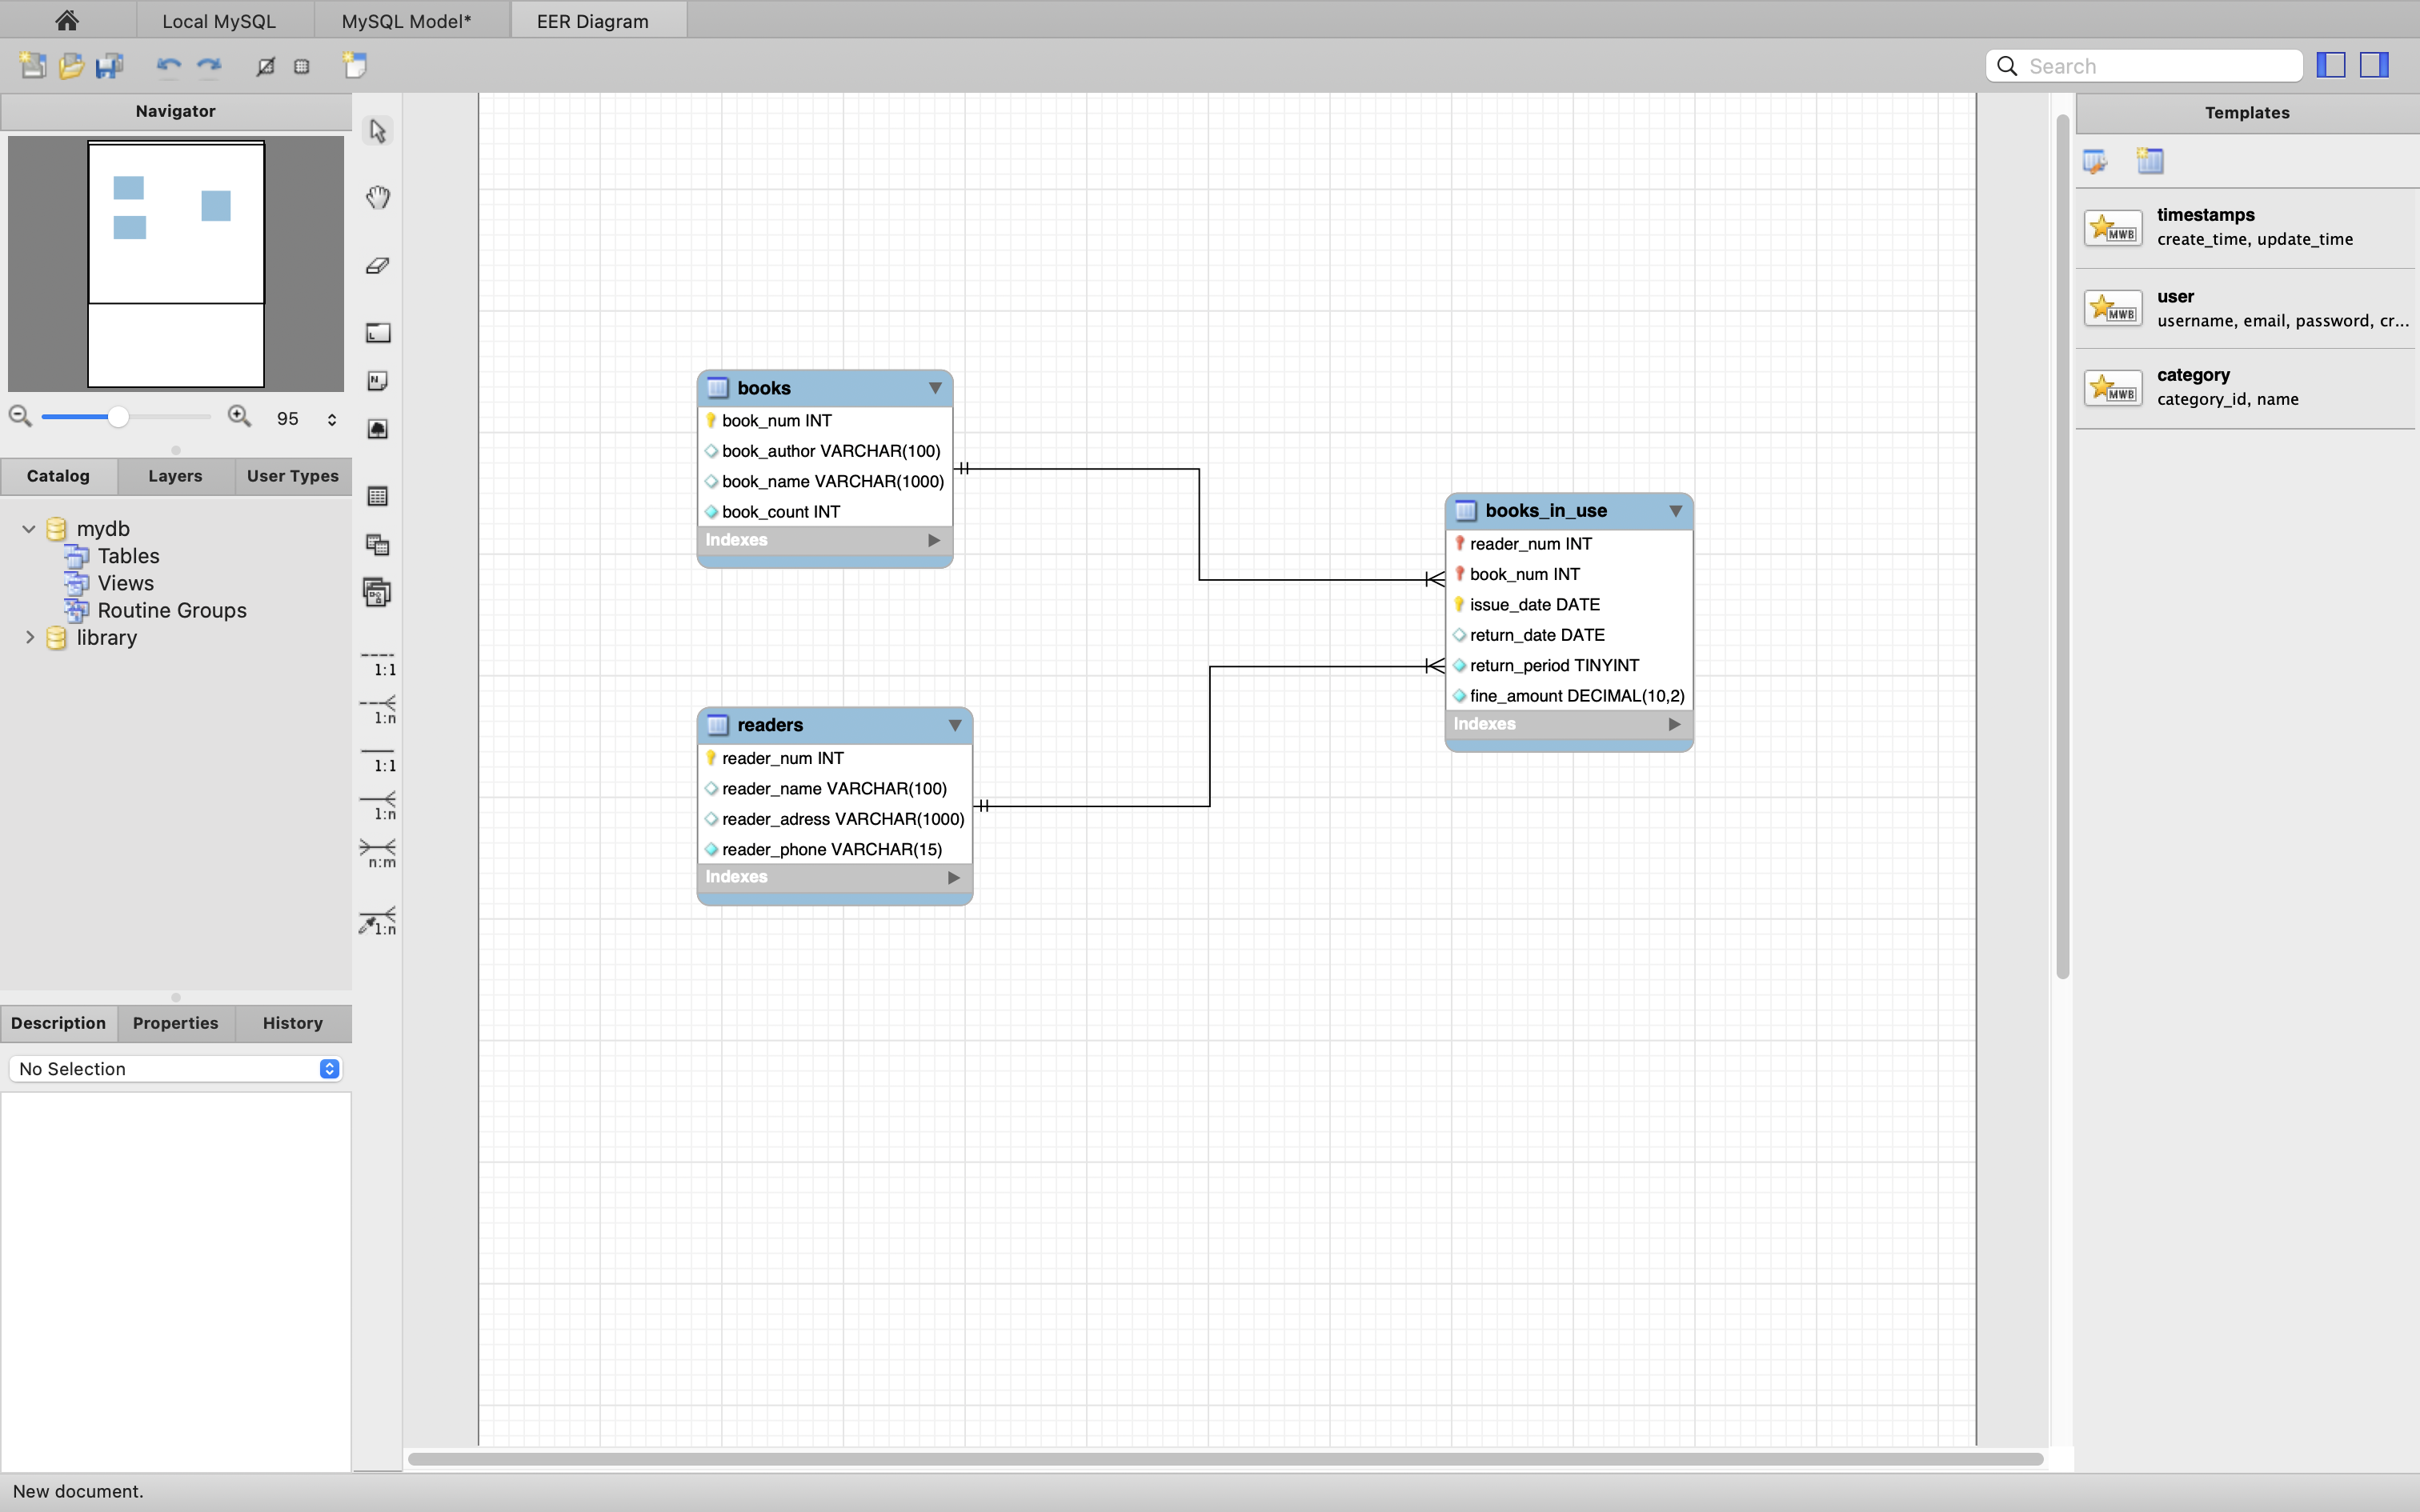 Local MySQL
MySQL Model*
EER Diagram
Search
Navigator
95
Catalog
Layers
User Types
mydb
Tables
Views
Routine Groups
library
Description
Properties
History
No Selection
1:1
1:n
1:1
1:n
n:m
1:n
books
book_num INT
book_author VARCHAR(100)
book_name VARCHAR(1000)
book_count INT
Indexes
readers
reader_num INT
reader_name VARCHAR(100)
reader_adress VARCHAR(1000)
reader_phone VARCHAR(15)
Indexes
books_in_use
reader_num INT
book_num INT
issue_date DATE
return_date DATE
return_period TINYINT
fine_amount DECIMAL(10,2)
Indexes
Templates
MWB
timestamps
create_time, update_time
MWB
user
username, email, password, cr...
MWB
category
category_id, name
New document.